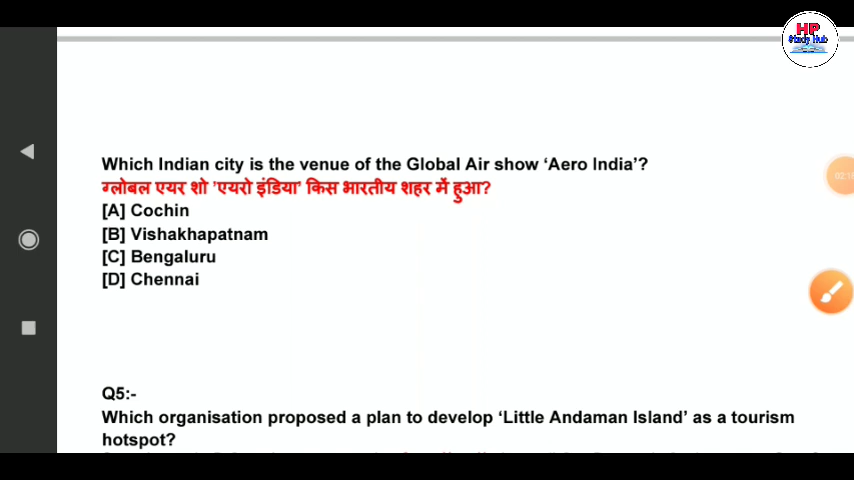 HP
Study Hub
Which Indian city is the venue of the Global Air show ‘Aero India’?
ग्लोबल एयर शो 'एयरो इंडिया' किस भारतीय शहर में हुआ?
[A] Cochin
[B] Vishakhapatnam
[C] Bengaluru
[D] Chennai
Q5:-
Which organisation proposed a plan to develop ‘Little Andaman Island’ as a tourism
hotspot?